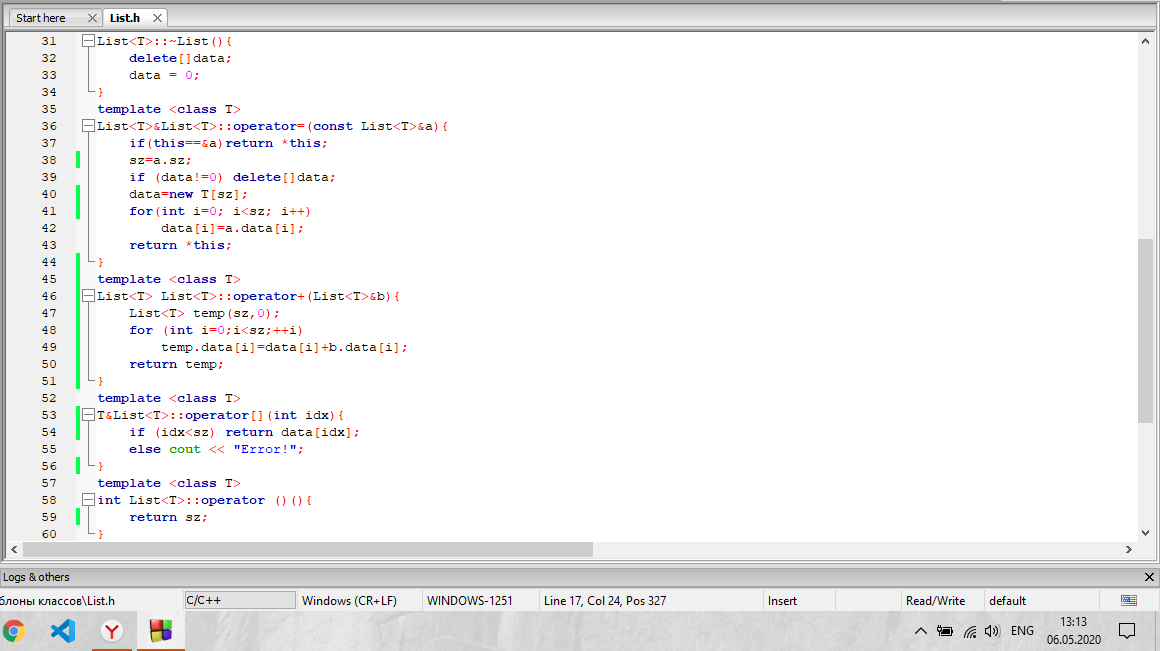 Start here
List.h
31 List<T>::~List(){
32 delete[]data;
33 data = 0;
34 }
35 template <class T>
36 List<T>&List<T>::operator=(const List<T>&a){
37 if(this==&a)return *this;
38 sz=a.sz;
39 if (data!=0) delete[]data;
40 data=new T[sz];
41 for(int i=0; i<sz; i++)
42 data[i]=a.data[i];
43 return *this;
44 }
45 template <class T>
46 List<T> List<T>::operator+(List<T>&b){
47 List<T> temp(sz,0);
48 for (int i=0;i<sz;++i)
49 temp.data[i]=data[i]+b.data[i];
50 return temp;
51 }
52 template <class T>
53 T&List<T>::operator[](int idx){
54 if (idx<sz) return data[idx];
55 else cout << "Error!";
56 }
57 template <class T>
58 int List<T>::operator ()(){
59 return sz;
60 }
Logs & others
блоны классов\List.h C/C++ Windows (CR+LF) WINDOWS-1251 Line 17, Col 24, Pos 327 Insert Read/Write default
ENG
13:13
06.05.2020